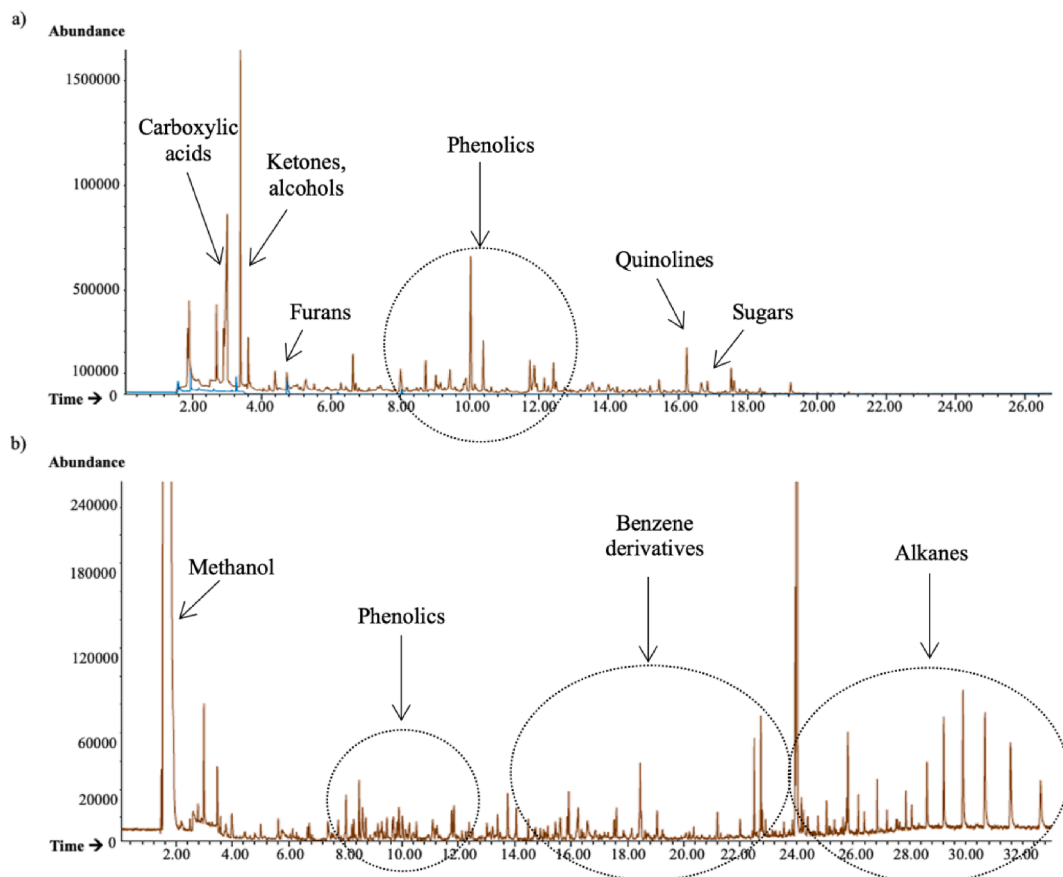 a)
Abundance
1500000
Carboxylic
acids
Ketones,
alcohols
Phenolics
100000
Quinolines
500000
Furans
Sugars
100000
0
Time →
2.00 4.00 6.00 8.00 10.00 12.00 14.00 16.00 18.00 20.00 22.00 24.00 26.00
b)
Abundance
240000
Benzene
derivatives
Alkanes
180000
Methanol
Phenolics
120000
60000
20000
0
Time →
2.00 4.00 6.00 8.00 10.00 12.00 14.00 16.00 18.00 20.00 22.00 24.00 26.00 28.00 30.00 32.00